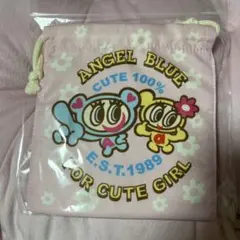 ANGEL BLUE
CUTE 100%
a
E.S.T.1989
FOR CUTE GIRL